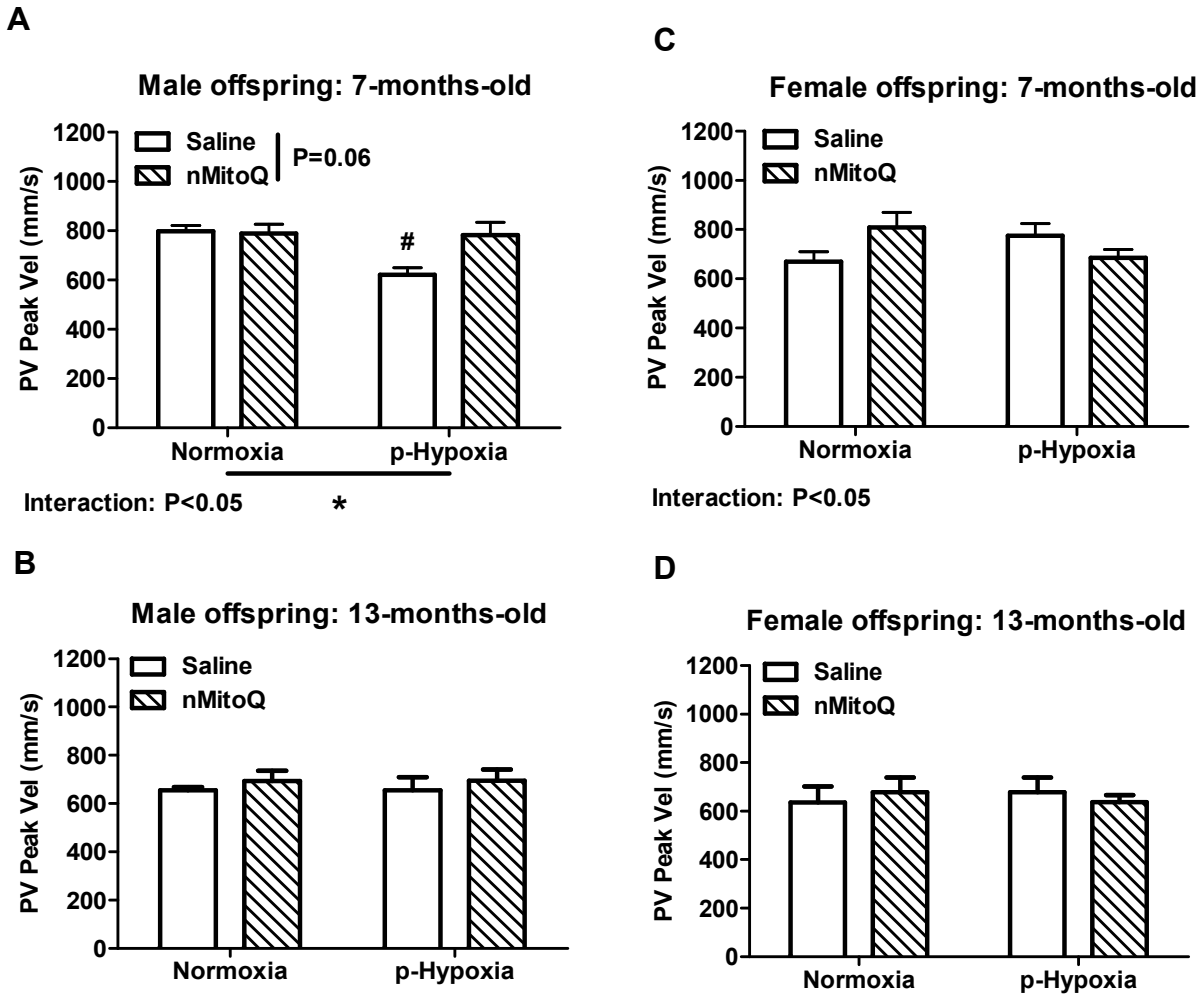 A
Male offspring: 7-months-old
PV Peak Vel (mm/s)
1200
1000
800
600
400
200
0
Saline
nMitoQ
P=0.06
#
Normoxia
p-Hypoxia
Interaction: P<0.05
*
B
Male offspring: 13-months-old
PV Peak Vel (mm/s)
1200
1000
800
600
400
200
0
Saline
nMitoQ
Normoxia
p-Hypoxia
C
Female offspring: 7-months-old
PV Peak Vel (mm/s)
1200
1000
800
600
400
200
0
Saline
nMitoQ
Normoxia
p-Hypoxia
Interaction: P<0.05
D
Female offspring: 13-months-old
PV Peak Vel (mm/s)
1200
1000
800
600
400
200
0
Saline
nMitoQ
Normoxia
p-Hypoxia